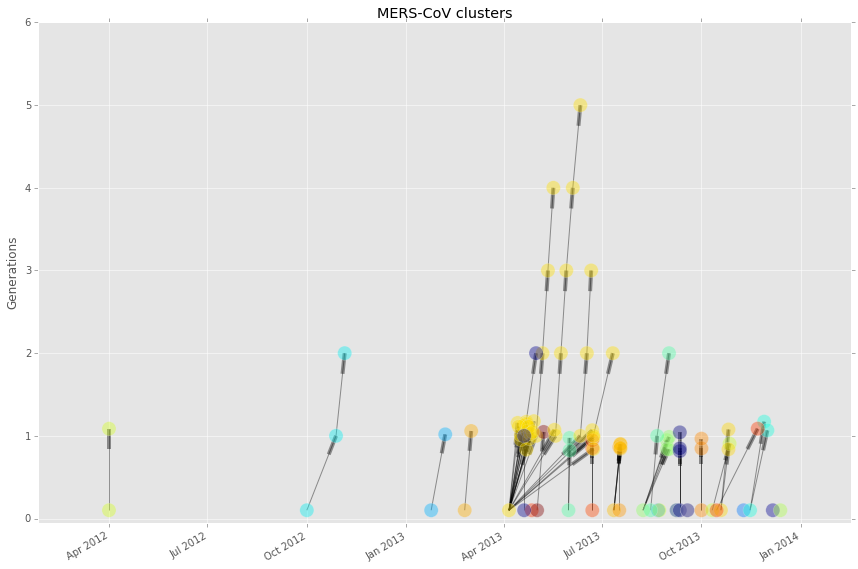 MERS-CoV clusters
6
5
4
3
2
1
0
Generations
Apr 2012
Jul 2012
Oct 2012
Jan 2013
Apr 2013
Jul 2013
Oct 2013
Jan 2014